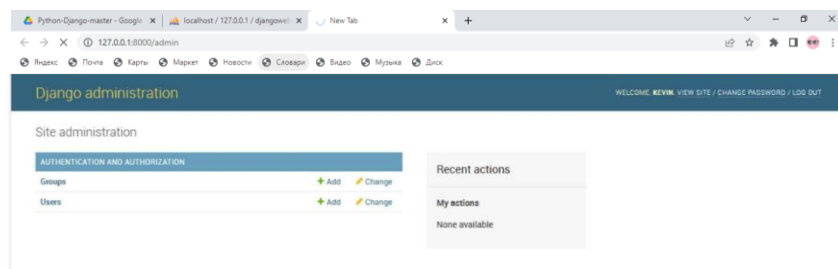 Python-Django-master - Google
localhost / 127.0.0.1 / djangowe
New Tab
127.0.0.1:8000/admin
Яндекс Почта Карты Маркет Новости Словари Видео Музыка Диск
Django administration
WELCOME, KEVIN. VIEW SITE / CHANGE PASSWORD / LOG OUT
Site administration
AUTHENTICATION AND AUTHORIZATION
Groups + Add Change
Users + Add Change
Recent actions
My actions
None available